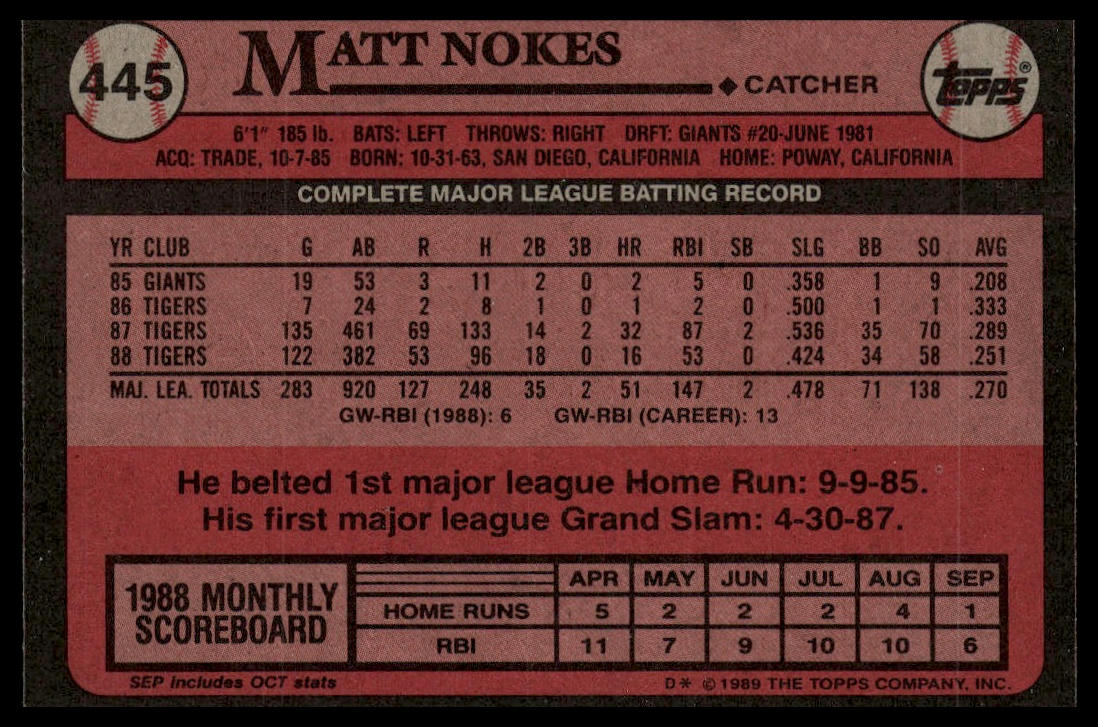 445
MATT NOKES
◆ CATCHER
TOPPS®
6'1" 185 lb. BATS: LEFT THROWS: RIGHT DRFT: GIANTS #20-JUNE 1981
ACQ: TRADE, 10-7-85 BORN: 10-31-63, SAN DIEGO, CALIFORNIA HOME: POWAY, CALIFORNIA
COMPLETE MAJOR LEAGUE BATTING RECORD
YR CLUB G AB R H 2B 3B HR RBI SB SLG BB SO AVG
85 GIANTS 19 53 3 11 2 0 2 5 0 .358 1 9 .208
86 TIGERS 7 24 2 8 1 0 1 2 0 .500 1 1 .333
87 TIGERS 135 461 69 133 14 2 32 87 2 .536 35 70 .289
88 TIGERS 122 382 53 96 18 0 16 53 0 .424 34 58 .251
MAJ. LEA. TOTALS 283 920 127 248 35 2 51 147 2 .478 71 138 .270
GW-RBI (1988): 6 GW-RBI (CAREER): 13
He belted 1st major league Home Run: 9-9-85.
His first major league Grand Slam: 4-30-87.
1988 MONTHLY
SCOREBOARD
APR MAY JUN JUL AUG SEP
HOME RUNS 5 2 2 2 4 1
RBI 11 7 9 10 10 6
SEP includes OCT stats
D* © 1989 THE TOPPS COMPANY, INC.